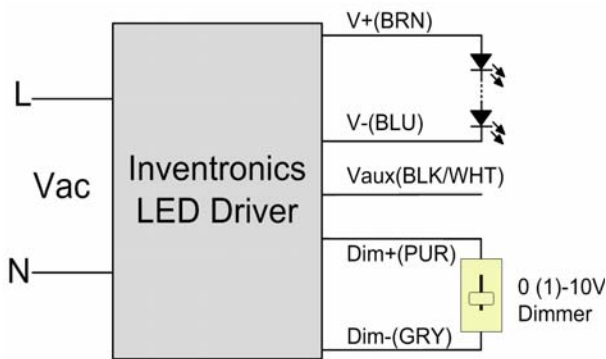 V+(BRN)
L
V-(BLU)
Vac
Inventronics
LED Driver
Vaux(BLK/WHT)
N
Dim+(PUR)
0 (1)-10V
Dimmer
Dim-(GRY)